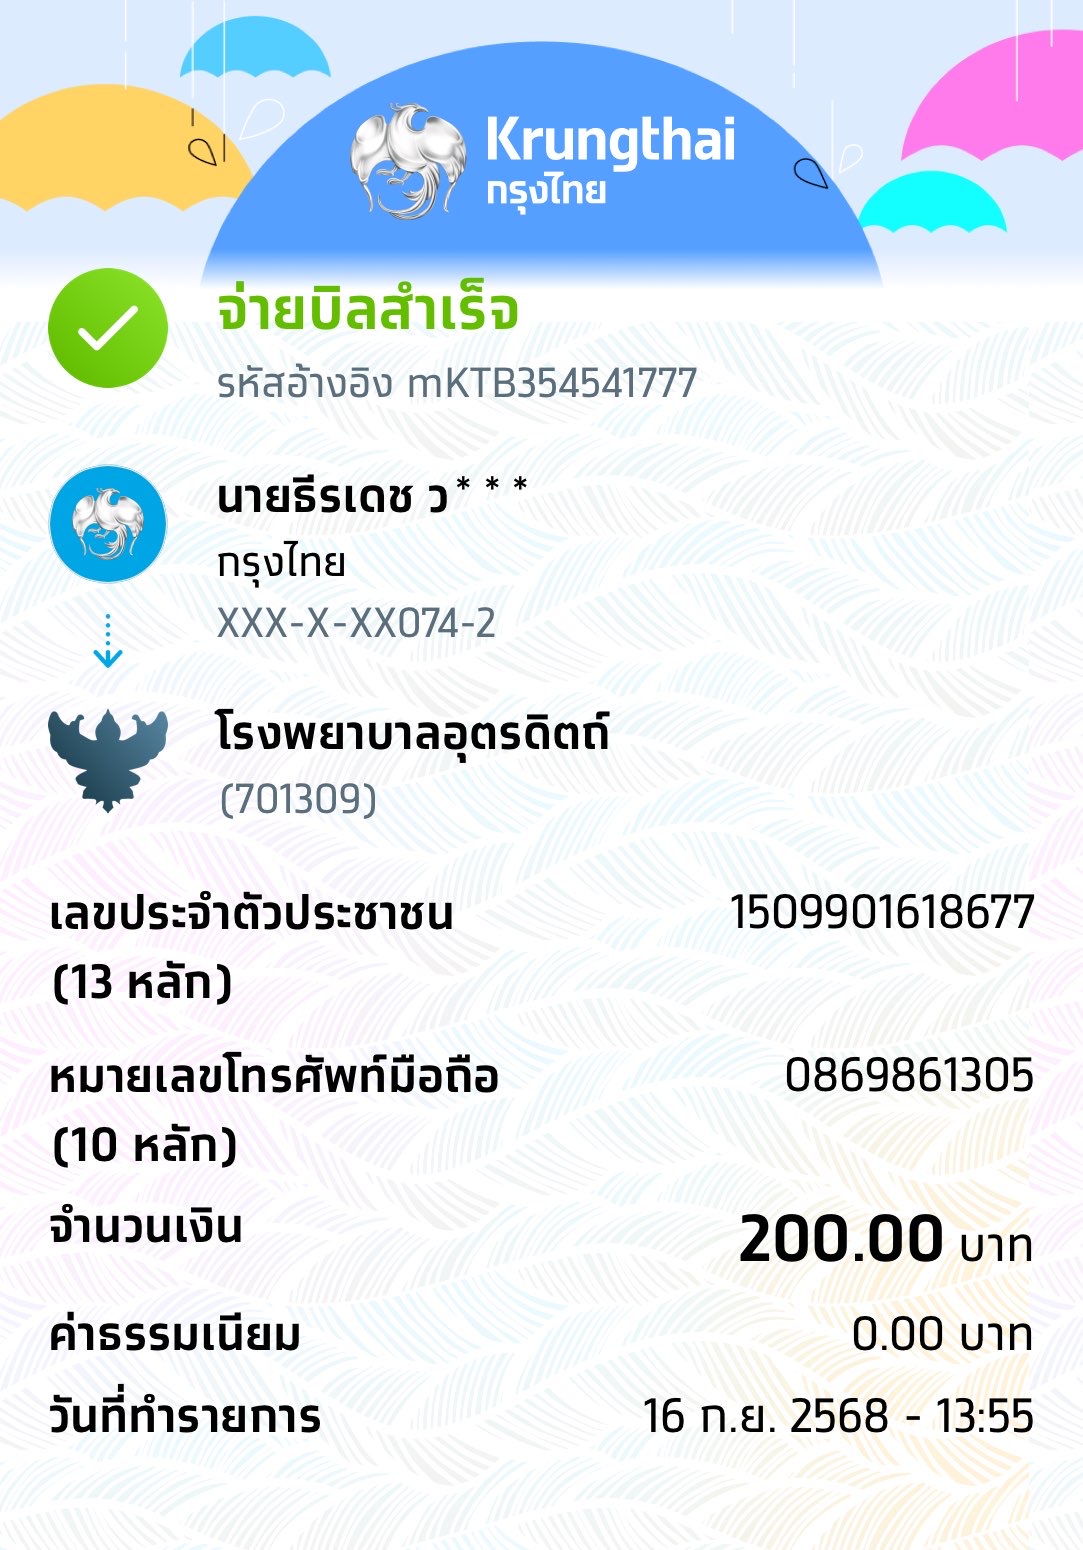 Krungthai
กรุงไทย
จ่ายบิลสำเร็จ
รหัสอ้างอิง mKTB354541777
นายธีรเดช ว***
กรุงไทย
XXX-X-XX074-2
โรงพยาบาลอุตรดิตถ์
(701309)
เลขประจำตัวประชาชน 1509901618677
(13 หลัก)
หมายเลขโทรศัพท์มือถือ 0869861305
(10 หลัก)
จำนวนเงิน 200.00 บาท
ค่าธรรมเนียม 0.00 บาท
วันที่ทำรายการ 16 ก.ย. 2568 - 13:55